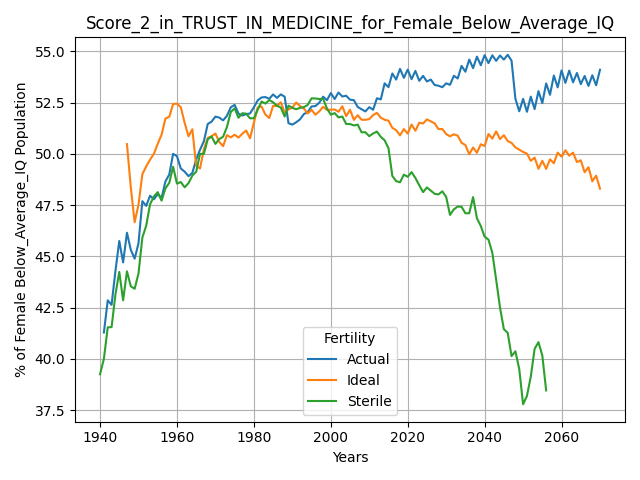 Score_2_in_TRUST_IN_MEDICINE_for_Female_Below_Average_IQ
% of Female Below_Average_IQ Population
55.0
52.5
50.0
47.5
45.0
42.5
40.0
37.5
Fertility
Actual
Ideal
Sterile
1940 1960 1980 2000 2020 2040 2060
Years